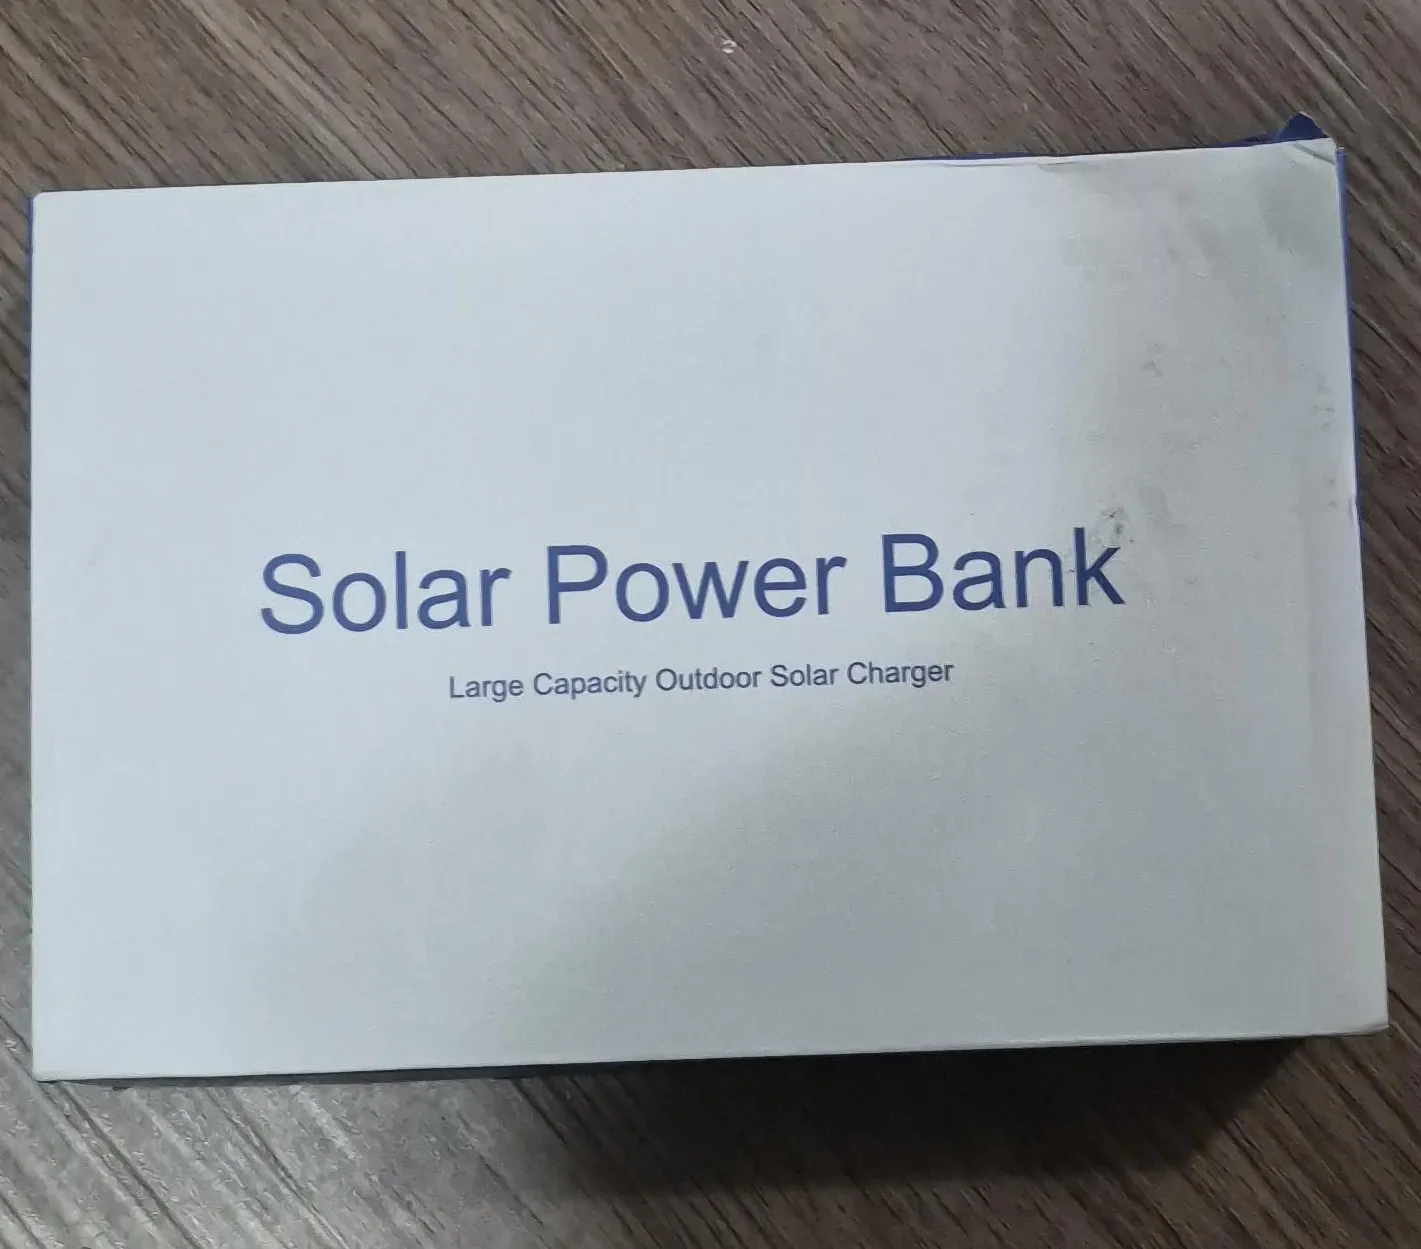 Solar Power Bank
Large Capacity Outdoor Solar Charger